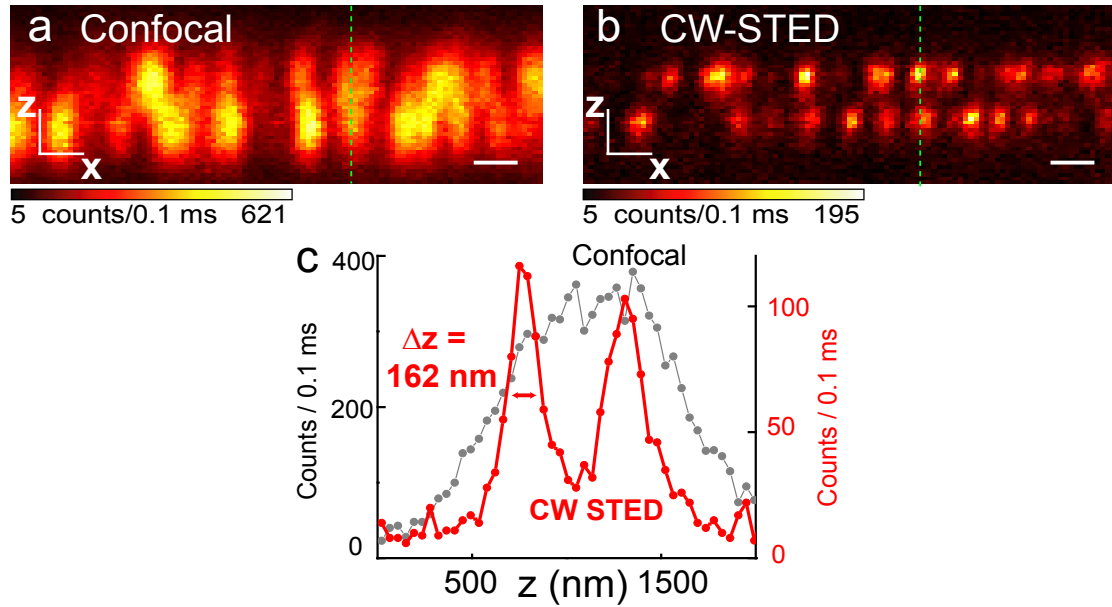 a Confocal
z
x
5 counts/0.1 ms 621
b CW-STED
z
x
5 counts/0.1 ms 195
c
Confocal
400
200
0
Counts / 0.1 ms
Δz =
162 nm
CW STED
100
50
0
Counts / 0.1 ms
500 z (nm) 1500